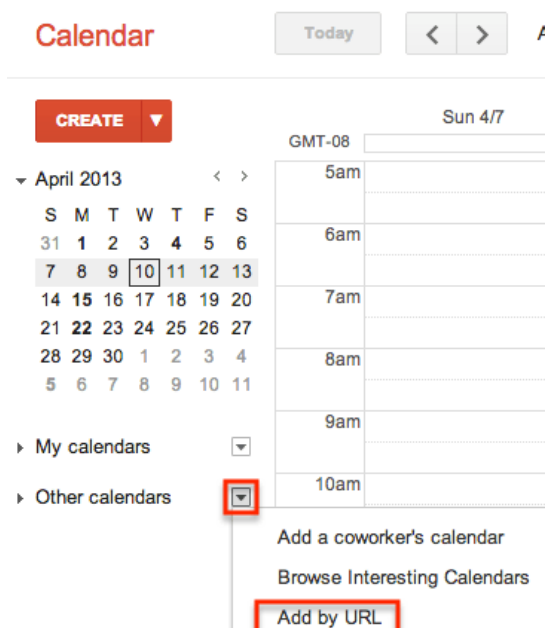 Calendar
Today
CREATE
Sun 4/7
GMT-08
April 2013
S M T W T F S
31 1 2 3 4 5 6
7 8 9 10 11 12 13
14 15 16 17 18 19 20
21 22 23 24 25 26 27
28 29 30 1 2 3 4
5 6 7 8 9 10 11
My calendars
Other calendars
5am
6am
7am
8am
9am
10am
Add a coworker's calendar
Browse Interesting Calendars
Add by URL